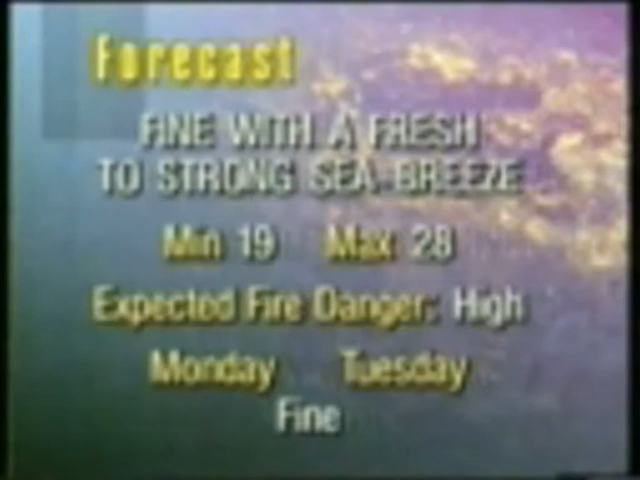 Forecast
FINE WITH A FRESH
TO STRONG SEA-BREEZE
Min 19 Max 28
Expected Fire Danger: High
Monday Tuesday
Fine